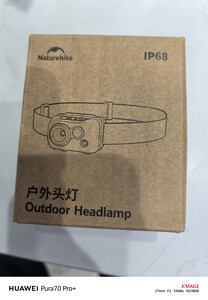 Naturehike
IP68
户外头灯
Outdoor Headlamp
HUAWEI Pura70 Pro+
XMAGE